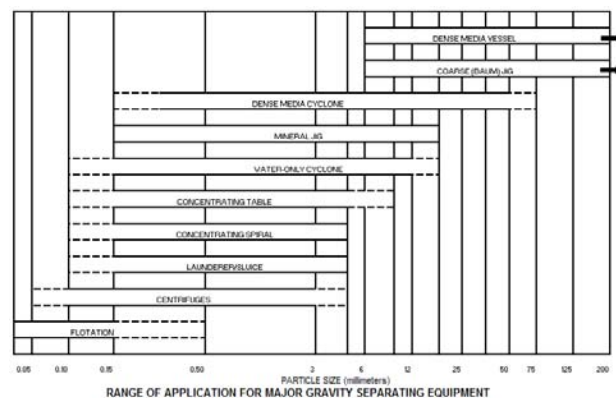 DENSE MEDIA VESSEL
COARSE (BAUM) JIG
DENSE MEDIA CYCLONE
MINERAL JIG
WATER-ONLY CYCLONE
CONCENTRATING TABLE
CONCENTRATING SPIRAL
LAUNDERER/SLUICE
CENTRIFUGES
FLOTATION
0.05 0.10 0.15 0.50 2 6 12 25 50 75 125 200
PARTICLE SIZE (millimeters)
RANGE OF APPLICATION FOR MAJOR GRAVITY SEPARATING EQUIPMENT